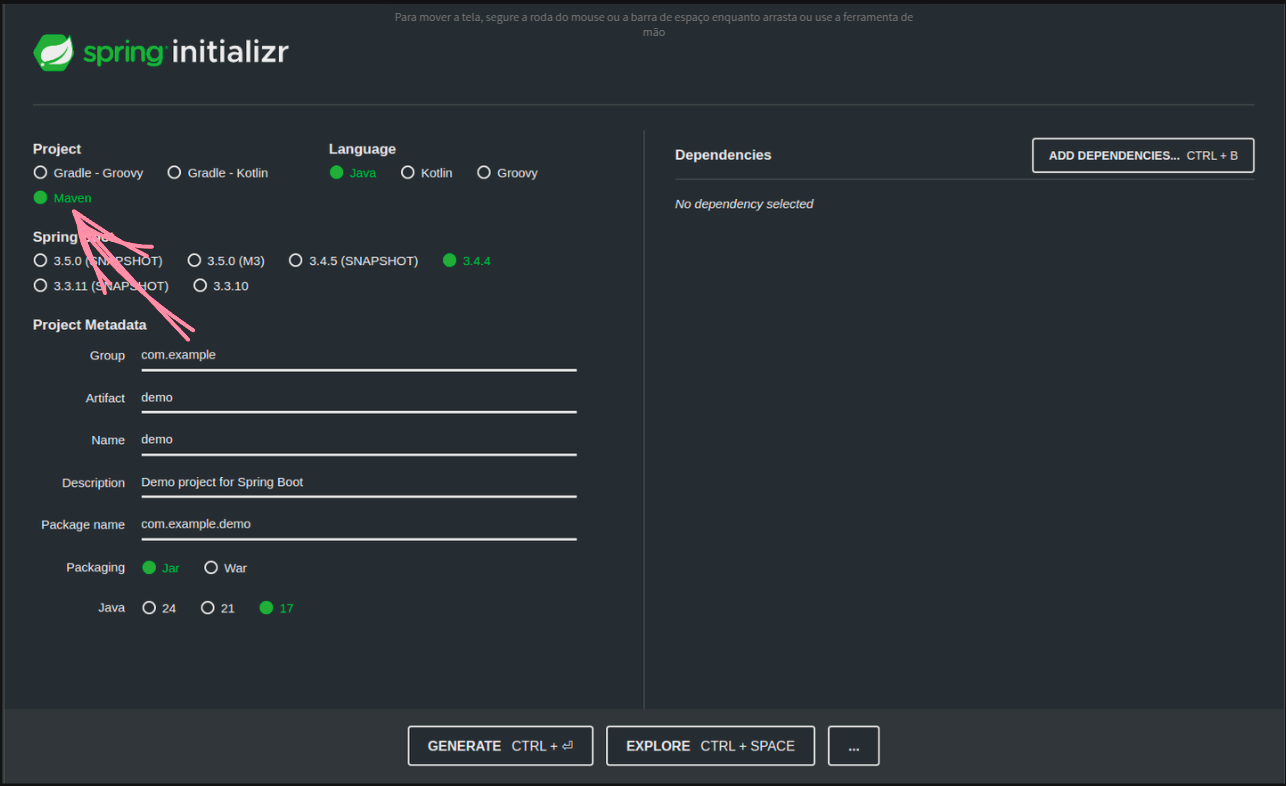 Para mover a tela, segure a roda do mouse ou a barra de espaço enquanto arrasta ou use a ferramenta de
mão
spring initializr
Project
Gradle - Groovy Gradle - Kotlin
Maven
Language
Java Kotlin Groovy
Spring
3.5.0 (SNAPSHOT) 3.5.0 (M3) 3.4.5 (SNAPSHOT) 3.4.4
3.3.11 (SNAPSHOT) 3.3.10
Project Metadata
Group com.example
Artifact demo
Name demo
Description Demo project for Spring Boot
Package name com.example.demo
Packaging Jar War
Java 24 21 17
Dependencies
ADD DEPENDENCIES... CTRL + B
No dependency selected
GENERATE CTRL + ⏎
EXPLORE CTRL + SPACE
...